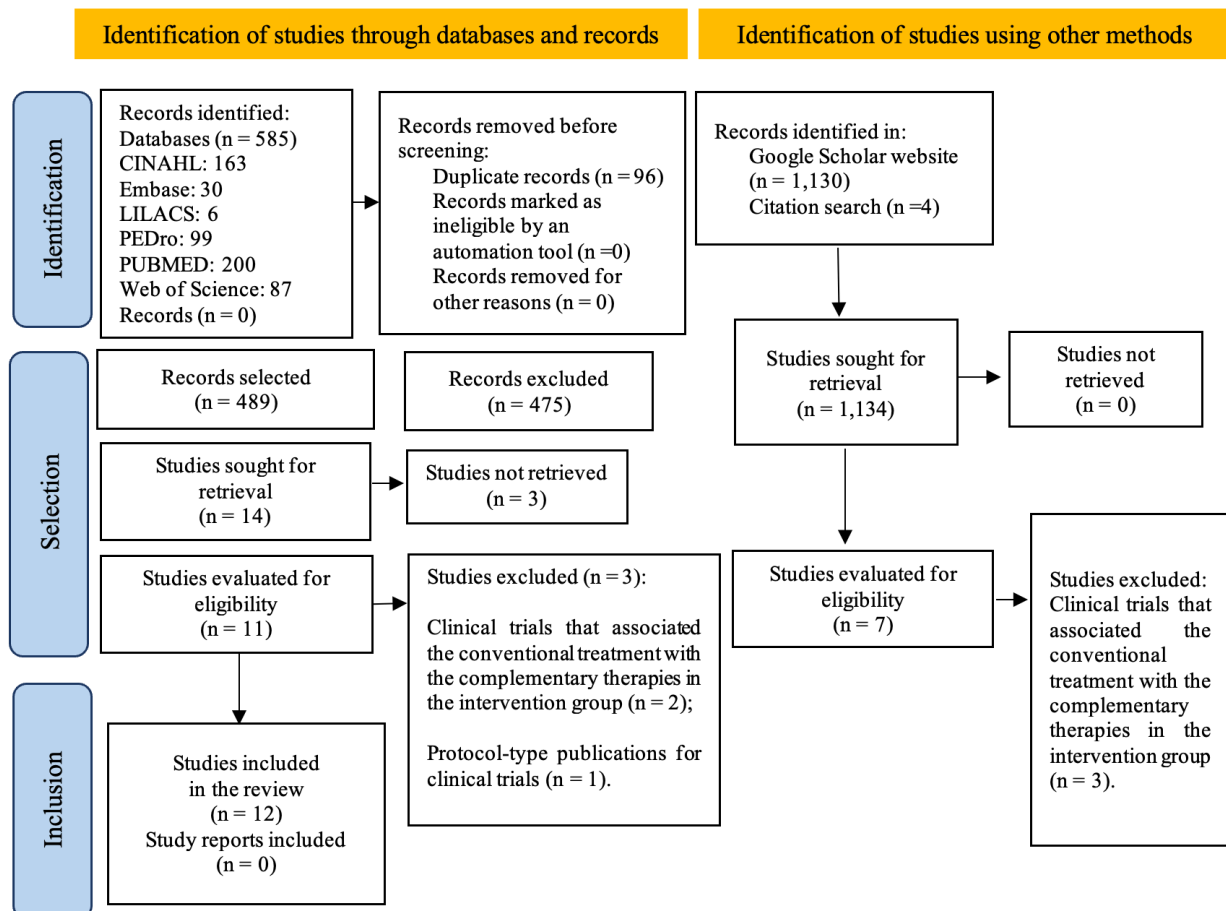 Identification of studies through databases and records
Identification of studies using other methods
Identification
Records identified:
Databases (n = 585)
CINAHL: 163
Embase: 30
LILACS: 6
PEDro: 99
PUBMED: 200
Web of Science: 87
Records (n = 0)
Records removed before
screening:
Duplicate records (n = 96)
Records marked as
ineligible by an
automation tool (n =0)
Records removed for
other reasons (n = 0)
Records identified in:
Google Scholar website
(n = 1,130)
Citation search (n =4)
Selection
Records selected
(n = 489)
Records excluded
(n = 475)
Studies sought for
retrieval
(n = 1,134)
Studies not
retrieved
(n = 0)
Studies sought for
retrieval
(n = 14)
Studies not retrieved
(n = 3)
Studies evaluated for
eligibility
(n = 11)
Studies excluded (n = 3):
Clinical trials that associated
the conventional treatment with
the complementary therapies in
the intervention group (n = 2);
Protocol-type publications for
clinical trials (n = 1).
Studies evaluated for
eligibility
(n = 7)
Studies excluded:
Clinical trials that
associated the
conventional
treatment with the
complementary
therapies in the
intervention group
(n = 3).
Inclusion
Studies included
in the review
(n = 12)
Study reports included
(n = 0)